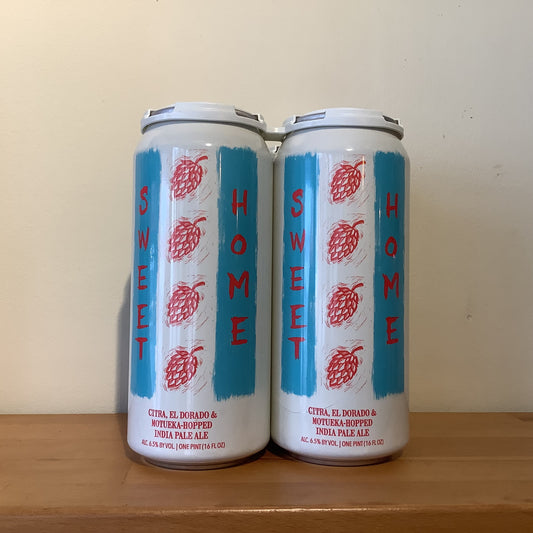 SWEET
HOME
CITRA, EL DORADO &
MOTUEKA-HOPPED
INDIA PALE ALE
ALC. 6.5% BY VOL. | ONE PINT (16 FL OZ)
SWEET
HOME
CITRA, EL DORADO &
MOTUEKA-HOPPED
INDIA PALE ALE
ALC. 6.5% BY VOL. | ONE PINT (16 FL OZ)